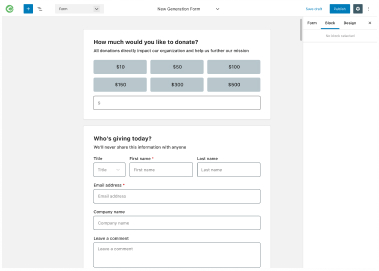 Form
New Generation Form
Save draft
Publish
Form
Block
Design
No block selected
How much would you like to donate?
All donations directly impact our organization and help us further our mission
$10
$50
$100
$150
$300
$500
$
Who's giving today?
We'll never share this information with anyone
Title
First name *
Last name
Title
First name
Last name
Email address *
Email address
Company name
Company name
Leave a comment
Leave a comment